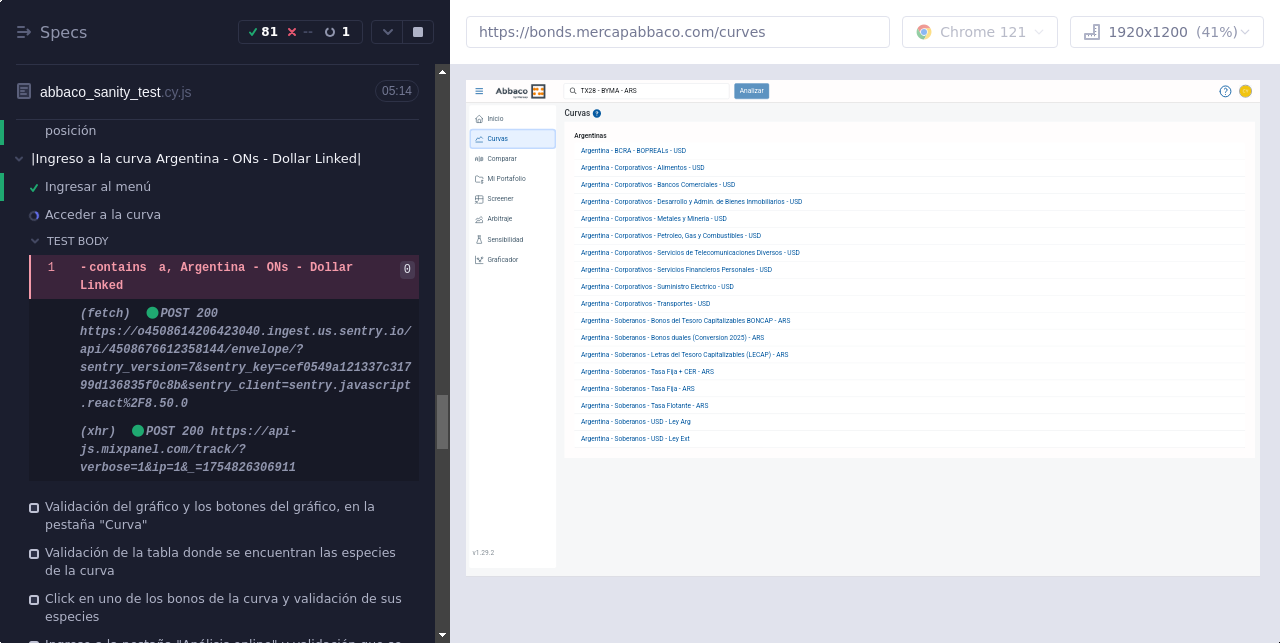 Specs
81
--
1
abbaco_sanity_test.cy.js
05:14
posición
|Ingreso a la curva Argentina - ONs - Dollar Linked|
Ingresar al menú
Acceder a la curva
TEST BODY
1 -contains a, Argentina - ONs - Dollar Linked 0
(fetch) POST 200
https://o4508614206423040.ingest.us.sentry.io/
api/4508676612358144/envelope/?
sentry_version=7&sentry_key=cef0549a121337c317
99d136835f0c8b&sentry_client=sentry.javascript
.react%2F8.50.0
(xhr) POST 200 https://api-
js.mixpanel.com/track/?
verbose=1&ip=1&_=1754826306911
Validación del gráfico y los botones del gráfico, en la
pestaña "Curva"
Validación de la tabla donde se encuentran las especies
de la curva
Click en uno de los bonos de la curva y validación de sus
especies
https://bonds.mercapabbaco.com/curves
Chrome 121
1920x1200 (41%)
Abbaco
TX28 - BYMA - ARS
Analizar
?
Inicio
Curvas
Comparar
Mi Portafolio
Screener
Arbitraje
Sensibilidad
Graficador
v1.29.2
Curvas ?
Argentinas
Argentina - BCRA - BOPREALs - USD
Argentina - Corporativos - Alimentos - USD
Argentina - Corporativos - Bancos Comerciales - USD
Argentina - Corporativos - Desarrollo y Admin. de Bienes Inmobiliarios - USD
Argentina - Corporativos - Metales y Mineria - USD
Argentina - Corporativos - Petroleo, Gas y Combustibles - USD
Argentina - Corporativos - Servicios de Telecomunicaciones Diversos - USD
Argentina - Corporativos - Servicios Financieros Personales - USD
Argentina - Corporativos - Suministro Electrico - USD
Argentina - Corporativos - Transportes - USD
Argentina - Soberanos - Bonos del Tesoro Capitalizables BONCAP - ARS
Argentina - Soberanos - Bonos duales (Conversion 2025) - ARS
Argentina - Soberanos - Letras del Tesoro Capitalizables (LECAP) - ARS
Argentina - Soberanos - Tasa Fija + CER - ARS
Argentina - Soberanos - Tasa Fija - ARS
Argentina - Soberanos - Tasa Flotante - ARS
Argentina - Soberanos - USD - Ley Arg
Argentina - Soberanos - USD - Ley Ext